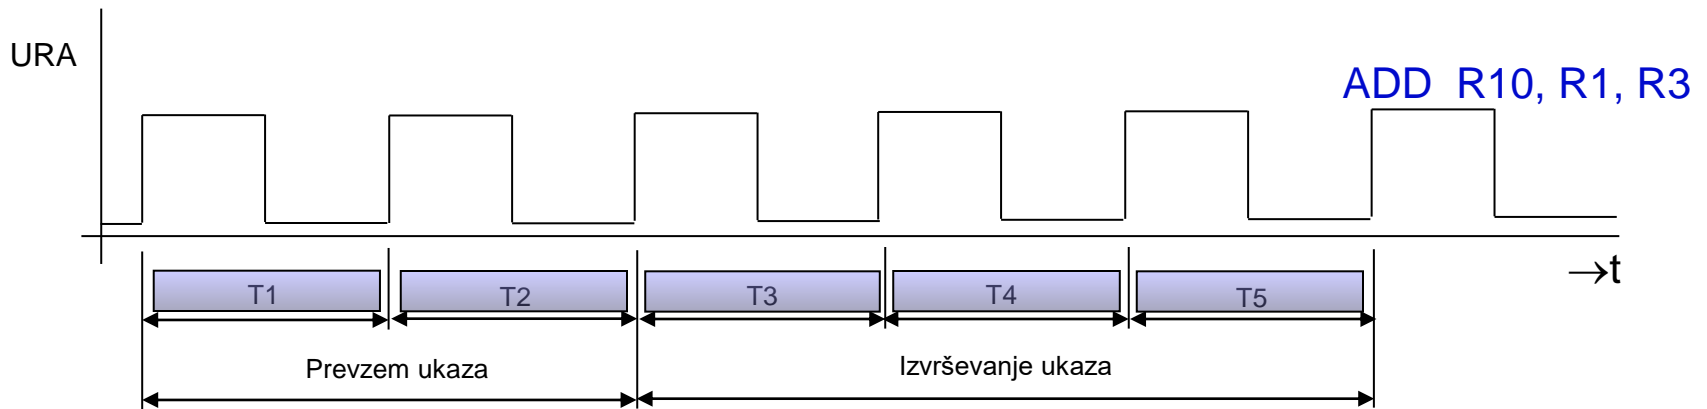 URA
ADD R10, R1, R3
→t
T1 T2 T3 T4 T5
Prevzem ukaza Izvrševanje ukaza